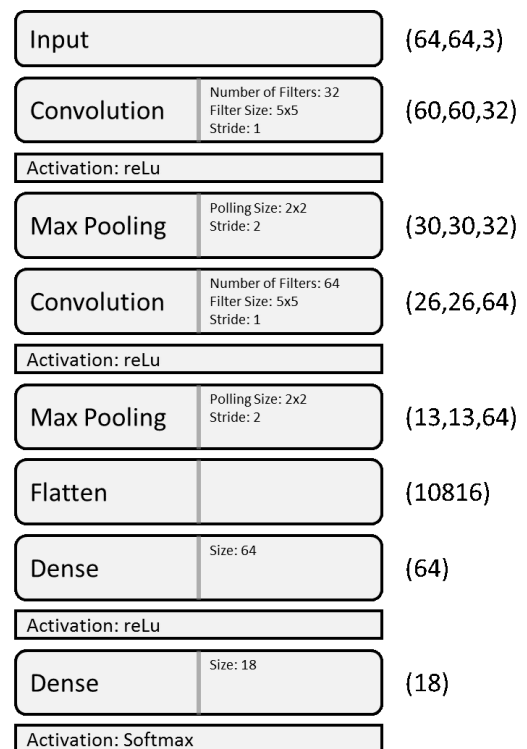 Input
(64,64,3)
Convolution
Number of Filters: 32
Filter Size: 5x5
Stride: 1
(60,60,32)
Activation: reLu
Max Pooling
Polling Size: 2x2
Stride: 2
(30,30,32)
Convolution
Number of Filters: 64
Filter Size: 5x5
Stride: 1
(26,26,64)
Activation: reLu
Max Pooling
Polling Size: 2x2
Stride: 2
(13,13,64)
Flatten
(10816)
Dense
Size: 64
(64)
Activation: reLu
Dense
Size: 18
(18)
Activation: Softmax